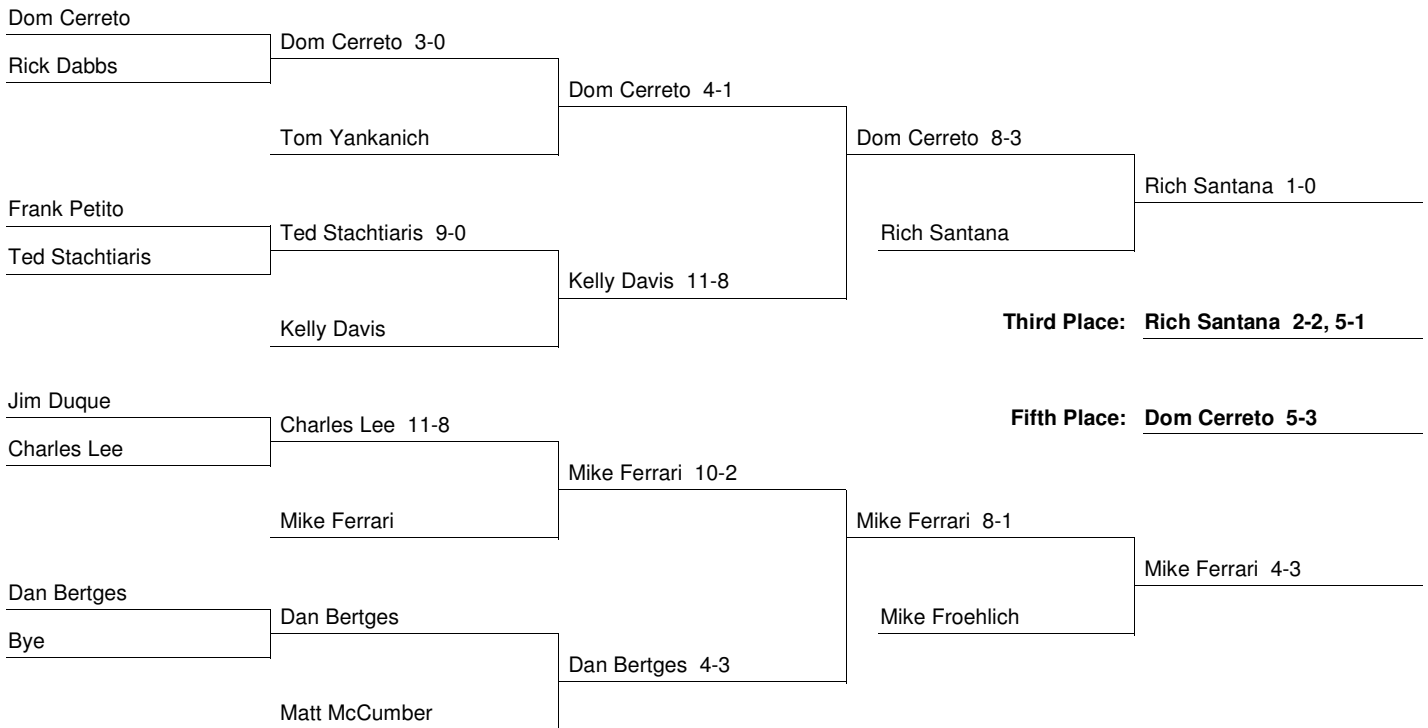 Dom Cerreto
Dom Cerreto 3-0
Rick Dabbs
Dom Cerreto 4-1
Tom Yankanich
Dom Cerreto 8-3
Rich Santana 1-0
Frank Petito
Ted Stachtiaris 9-0
Rich Santana
Ted Stachtiaris
Kelly Davis 11-8
Kelly Davis
Third Place: Rich Santana 2-2, 5-1
Jim Duque
Charles Lee 11-8
Fifth Place: Dom Cerreto 5-3
Charles Lee
Mike Ferrari 10-2
Mike Ferrari
Mike Ferrari 8-1
Mike Ferrari 4-3
Dan Bertges
Dan Bertges
Mike Froehlich
Bye
Dan Bertges 4-3
Matt McCumber